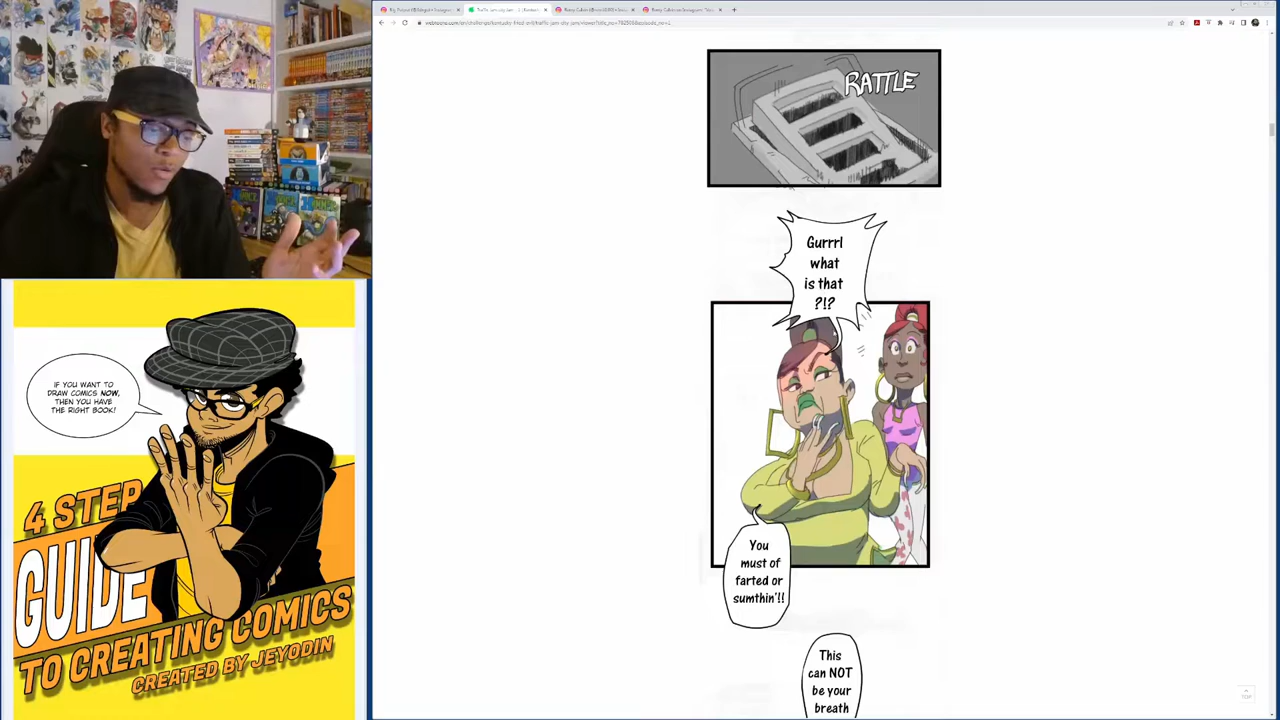 RATTLE
Gurrrl
what
is that
?!?
You
must of
farted or
sumthin'!!
This
can NOT
be your
breath
TOP
IF YOU WANT TO
DRAW COMICS NOW,
THEN YOU HAVE
THE RIGHT BOOK!
4 STEP
GUIDE
TO CREATING COMICS
CREATED BY JEYODIN